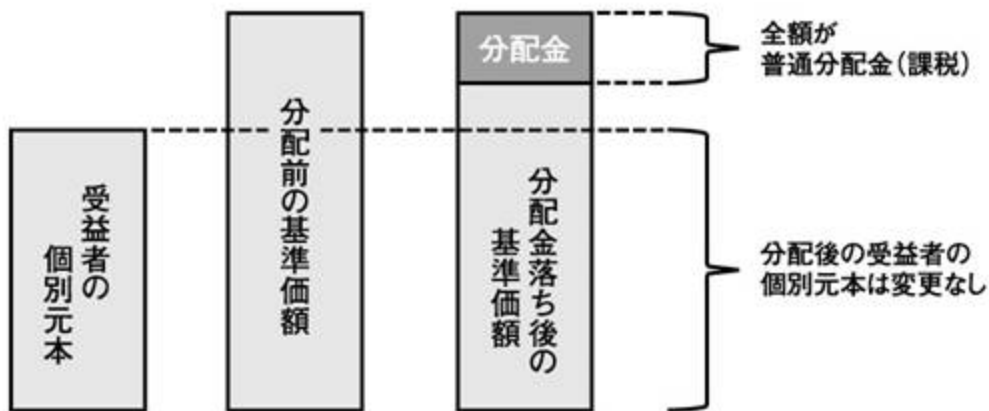 受益者の
個別元本
分配前の基準価額
分配金
分配金落ち後の
基準価額
全額が
普通分配金(課税)
分配後の受益者の
個別元本は変更なし